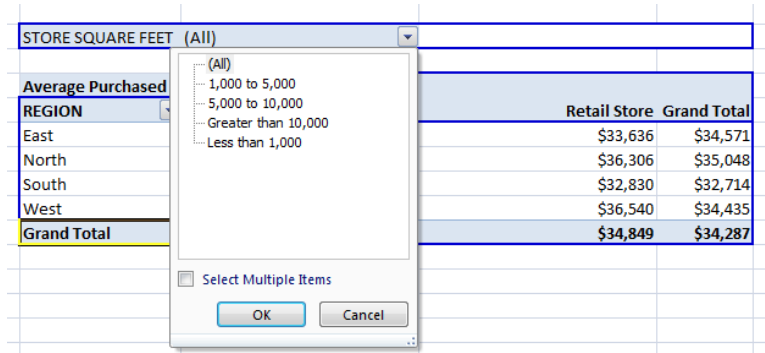 STORE SQUARE FEET (All)
(All)
1,000 to 5,000
5,000 to 10,000
Greater than 10,000
Less than 1,000
Select Multiple Items
OK Cancel
Average Purchased
REGION Retail Store Grand Total
East $33,636 $34,571
North $36,306 $35,048
South $32,830 $32,714
West $36,540 $34,435
Grand Total $34,849 $34,287